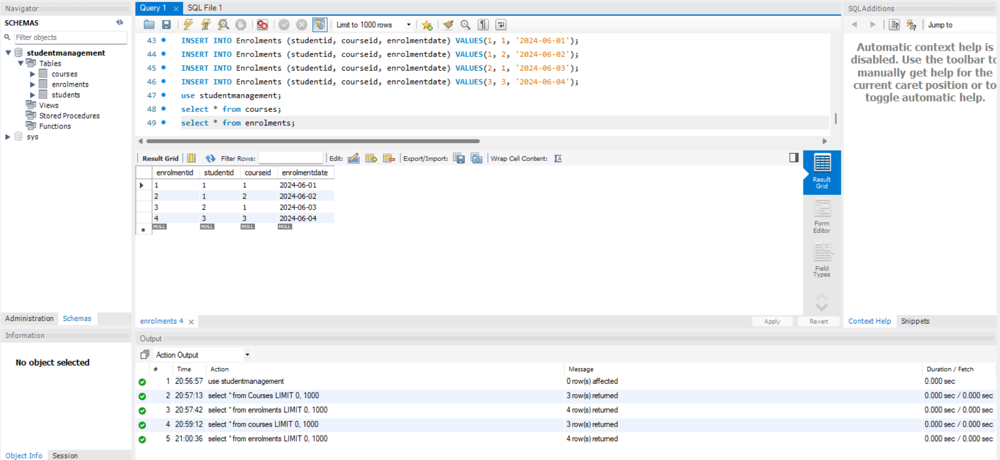 Navigator
SCHEMAS
Filter objects
studentmanagement
Tables
courses
enrolments
students
Views
Stored Procedures
Functions
sys
Administration Schemas
Information
No object selected
Object Info Session
Query 1 SQL File 1
Limit to 1000 rows
43 INSERT INTO Enrolments (studentid, courseid, enrolmentdate) VALUES(1, 1, '2024-06-01');
44 INSERT INTO Enrolments (studentid, courseid, enrolmentdate) VALUES(1, 2, '2024-06-02');
45 INSERT INTO Enrolments (studentid, courseid, enrolmentdate) VALUES(2, 1, '2024-06-03');
46 INSERT INTO Enrolments (studentid, courseid, enrolmentdate) VALUES(3, 3, '2024-06-04');
47 use studentmanagement;
48 select * from courses;
49 select * from enrolments;
Result Grid Filter Rows: Edit: Export/Import: Wrap Cell Content:
enrolmentid studentid courseid enrolmentdate
1 1 1 2024-06-01
2 1 2 2024-06-02
3 2 1 2024-06-03
4 3 3 2024-06-04
NULL NULL NULL NULL
Result
Grid
Form
Editor
Field
Types
enrolments 4 Apply Revert
Output
Action Output
# Time Action Message Duration / Fetch
1 20:56:57 use studentmanagement 0 row(s) affected 0.000 sec
2 20:57:13 select * from Courses LIMIT 0, 1000 3 row(s) returned 0.000 sec / 0.000 sec
3 20:57:42 select * from enrolments LIMIT 0, 1000 4 row(s) returned 0.000 sec / 0.000 sec
4 20:59:12 select * from courses LIMIT 0, 1000 3 row(s) returned 0.000 sec / 0.000 sec
5 21:00:36 select * from enrolments LIMIT 0, 1000 4 row(s) returned 0.000 sec / 0.000 sec
SQLAdditions
Jump to
Automatic context help is
disabled. Use the toolbar to
manually get help for the
current caret position or to
toggle automatic help.
Context Help Snippets